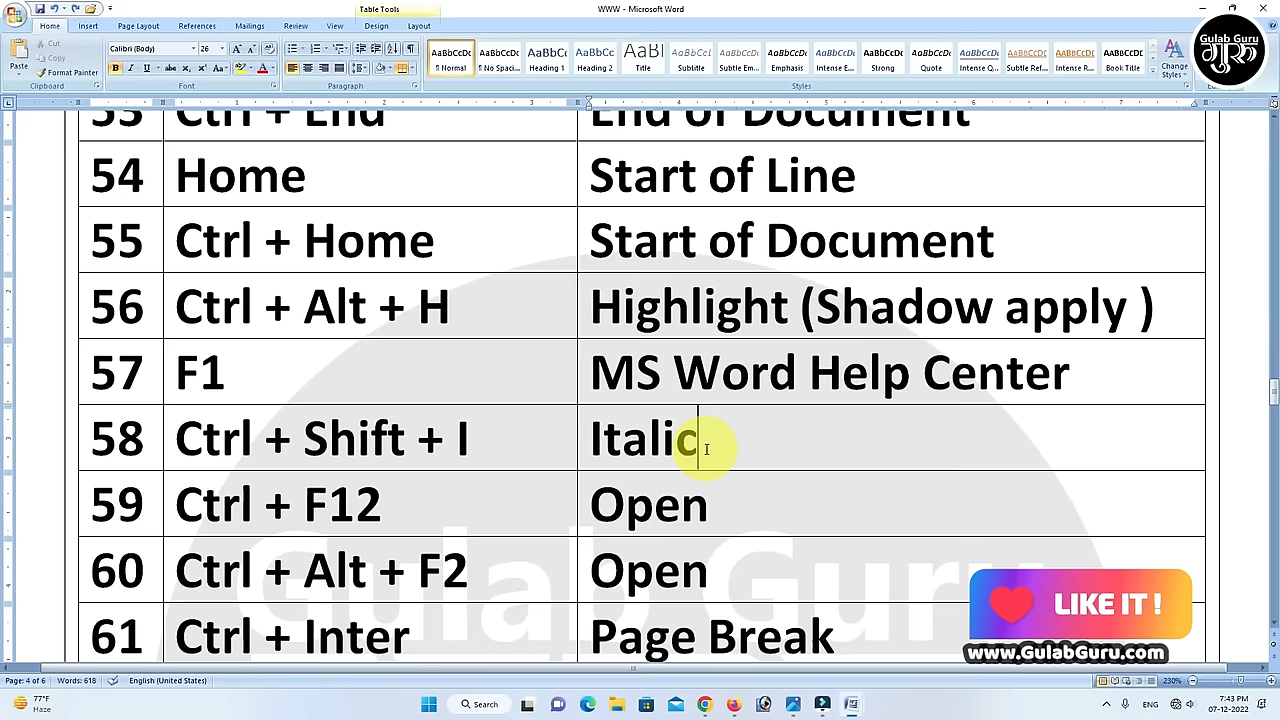 Table Tools
WWW - Microsoft Word
Home Insert Page Layout References Mailings Review View Design Layout
Gulab Guru
गुरु
Paste
Cut
Copy
Format Painter
Calibri (Body) 26
¶ Normal
¶ No Spaci...
Heading 1
Heading 2
Title
Subtitle
Subtle Em...
Emphasis
Intense E...
Strong
Quote
Intense Q...
Subtle Ref...
Intense R...
Book Title
Change Styles
Clipboard Font Paragraph Styles
53 Ctrl + End End of Document
54 Home Start of Line
55 Ctrl + Home Start of Document
56 Ctrl + Alt + H Highlight (Shadow apply )
57 F1 MS Word Help Center
58 Ctrl + Shift + I Italic
59 Ctrl + F12 Open
60 Ctrl + Alt + F2 Open
61 Ctrl + Inter Page Break
Gulab Guru
LIKE IT !
www.GulabGuru.com
Page: 4 of 6 Words: 618 English (United States) 230%
77°F
Haze
Search
ENG
7:43 PM
07-12-2022